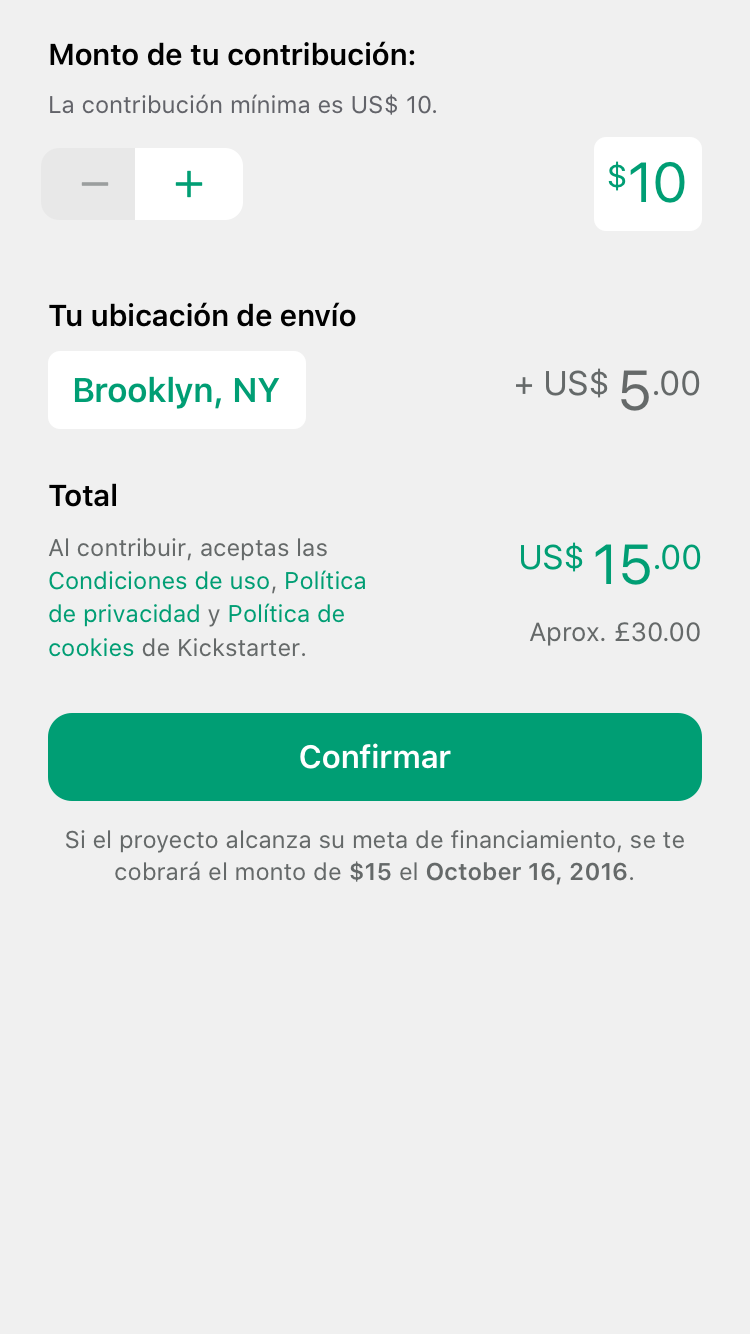 Monto de tu contribución:
La contribución mínima es US$ 10.
− +
$10
Tu ubicación de envío
Brooklyn, NY
+ US$ 5.00
Total
Al contribuir, aceptas las
Condiciones de uso, Política
de privacidad y Política de
cookies de Kickstarter.
US$ 15.00
Aprox. £30.00
Confirmar
Si el proyecto alcanza su meta de financiamiento, se te
cobrará el monto de $15 el October 16, 2016.